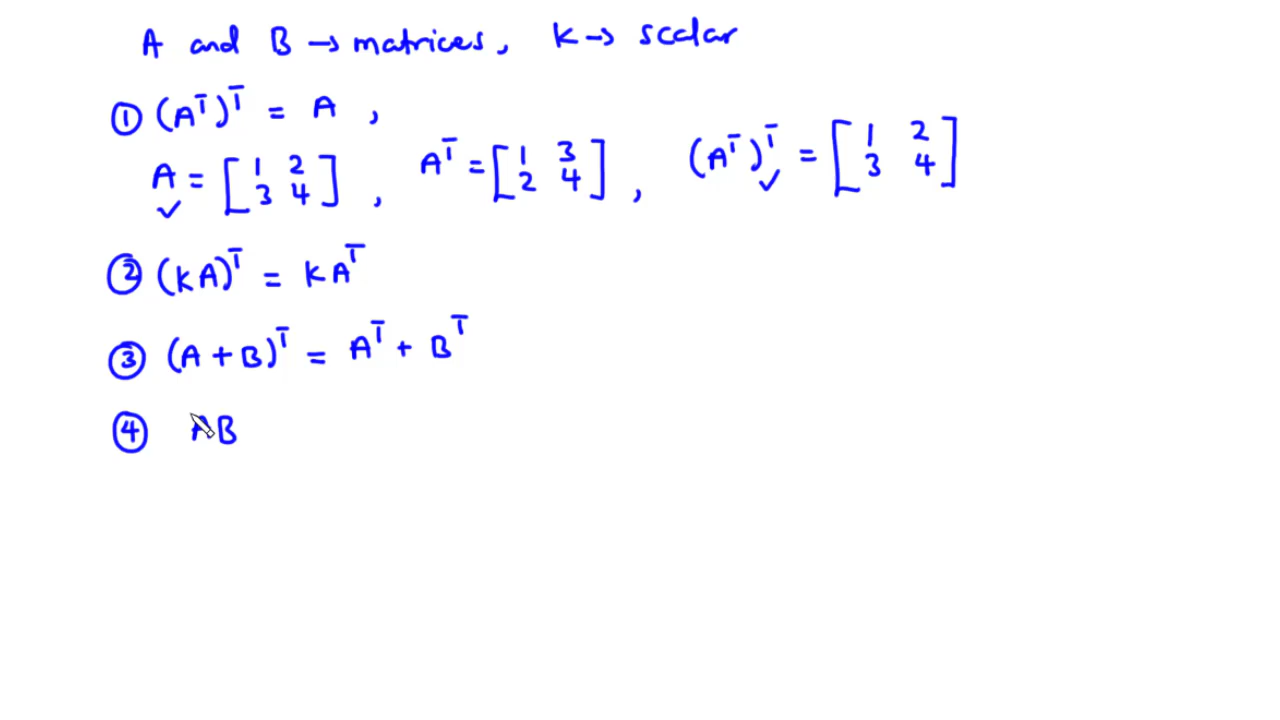 A and B → matrices, K → scalar
① (Aᵀ)ᵀ = A ,
A = [1 2 3 4] , Aᵀ = [1 3 2 4] , (Aᵀ)ᵀ = [1 2 3 4]
② (KA)ᵀ = KAᵀ
③ (A + B)ᵀ = Aᵀ + Bᵀ
④ AB